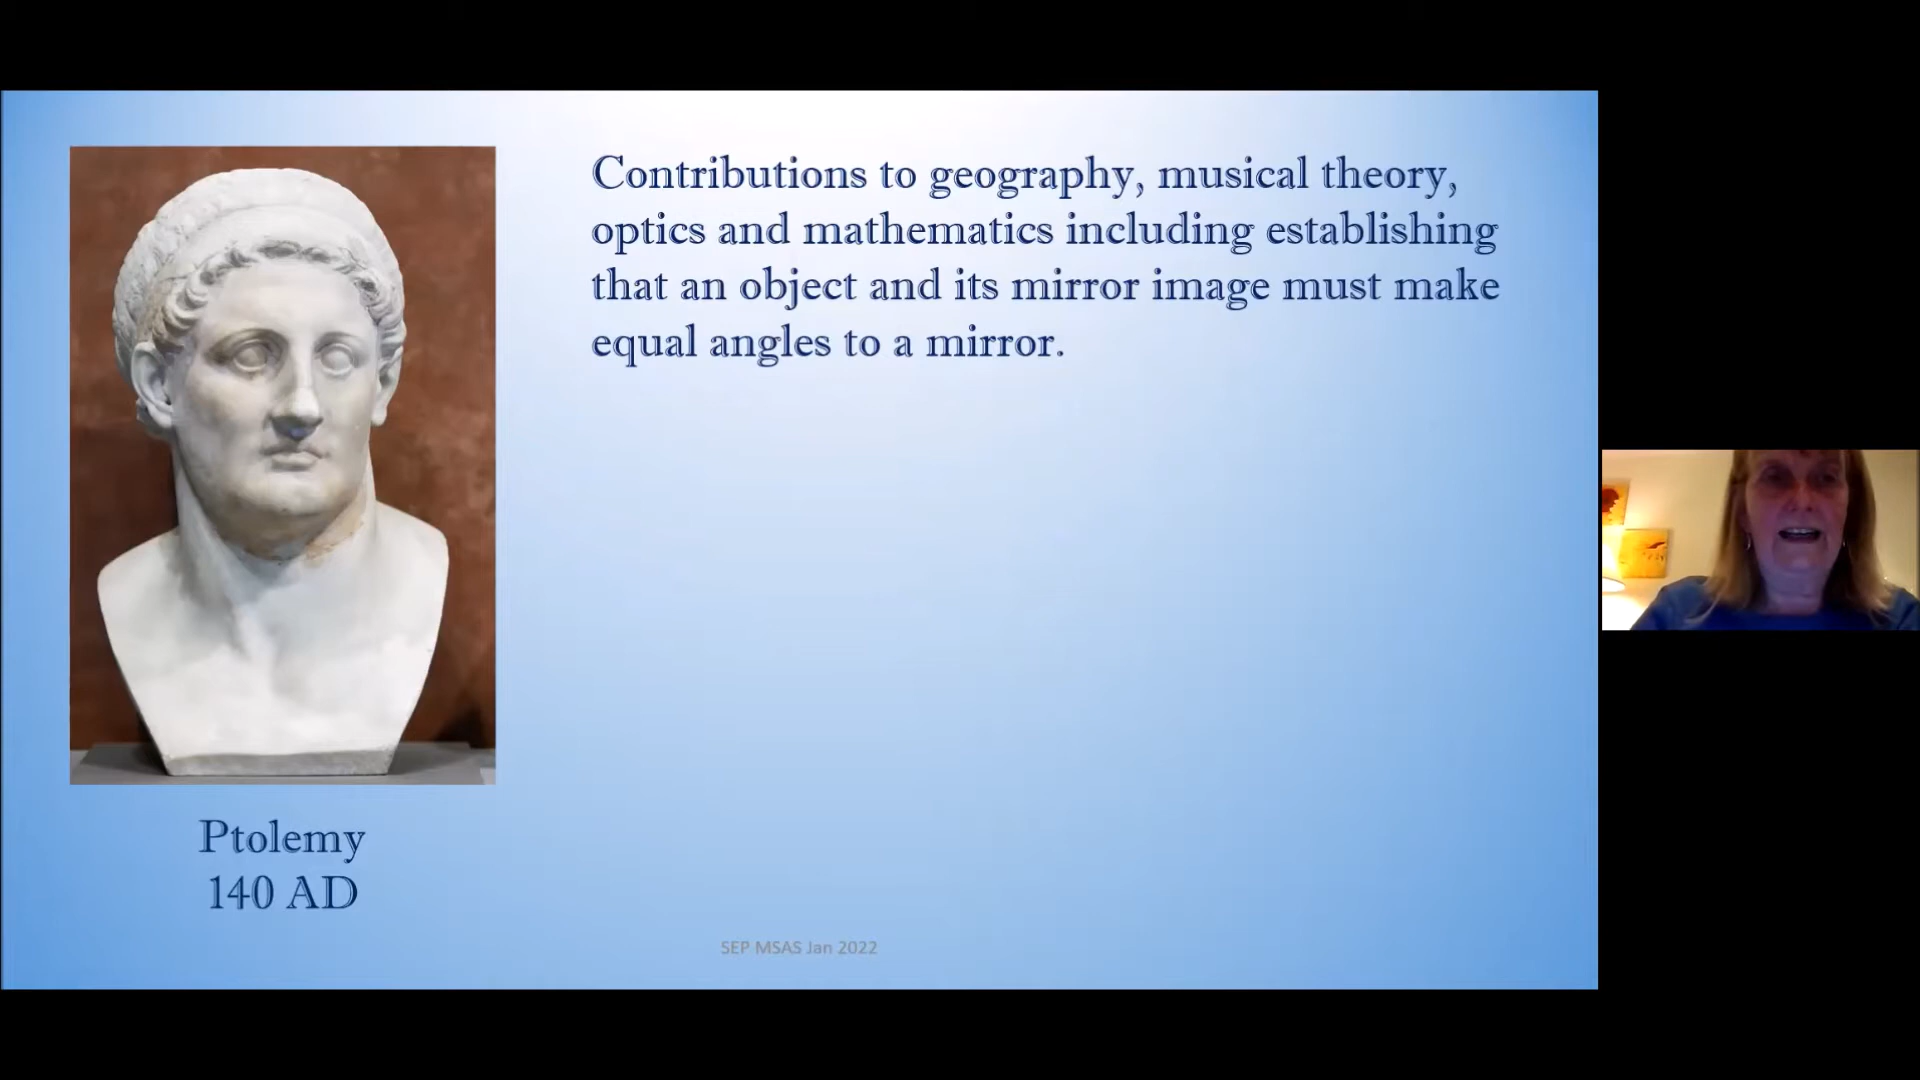 Contributions to geography, musical theory,
optics and mathematics including establishing
that an object and its mirror image must make
equal angles to a mirror.
Ptolemy
140 AD
SEP MSAS Jan 2022